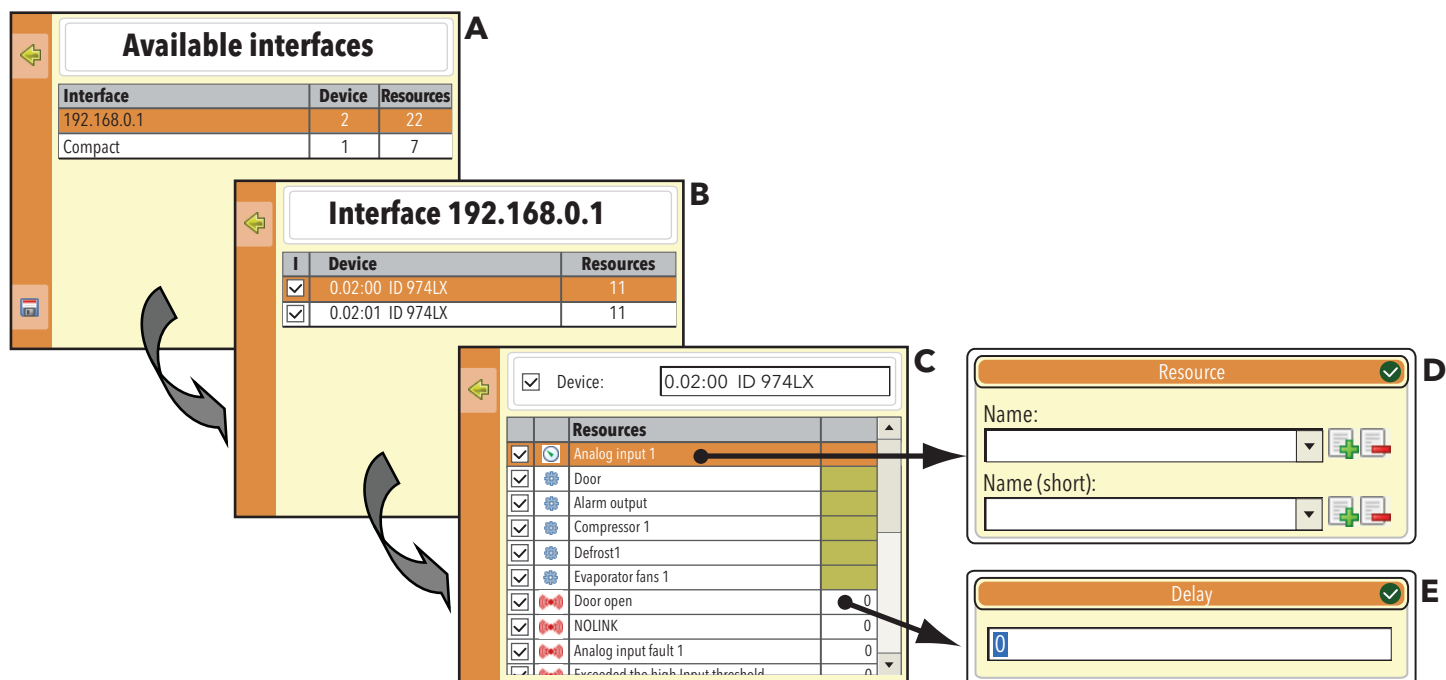 A
Available interfaces
Interface Device Resources
192.168.0.1 2 22
Compact 1 7
B
Interface 192.168.0.1
I Device Resources
0.02:00 ID 974LX 11
0.02:01 ID 974LX 11
C
Device: 0.02:00 ID 974LX
Resources
Analog input 1
Door
Alarm output
Compressor 1
Defrost1
Evaporator fans 1
Door open 0
NOLINK 0
Analog input fault 1 0
Exceeded the high Input threshold 0
D
Resource
Name:
Name (short):
E
Delay
0